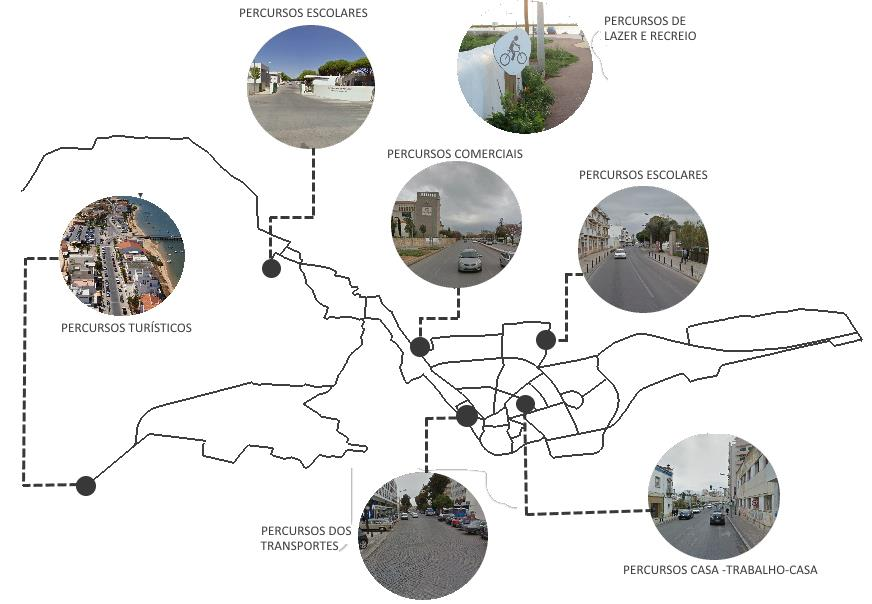 PERCURSOS ESCOLARES
PERCURSOS DE
LAZER E RECREIO
PERCURSOS COMERCIAIS
PERCURSOS ESCOLARES
PERCURSOS TURÍSTICOS
PERCURSOS DOS
TRANSPORTES
PERCURSOS CASA -TRABALHO-CASA